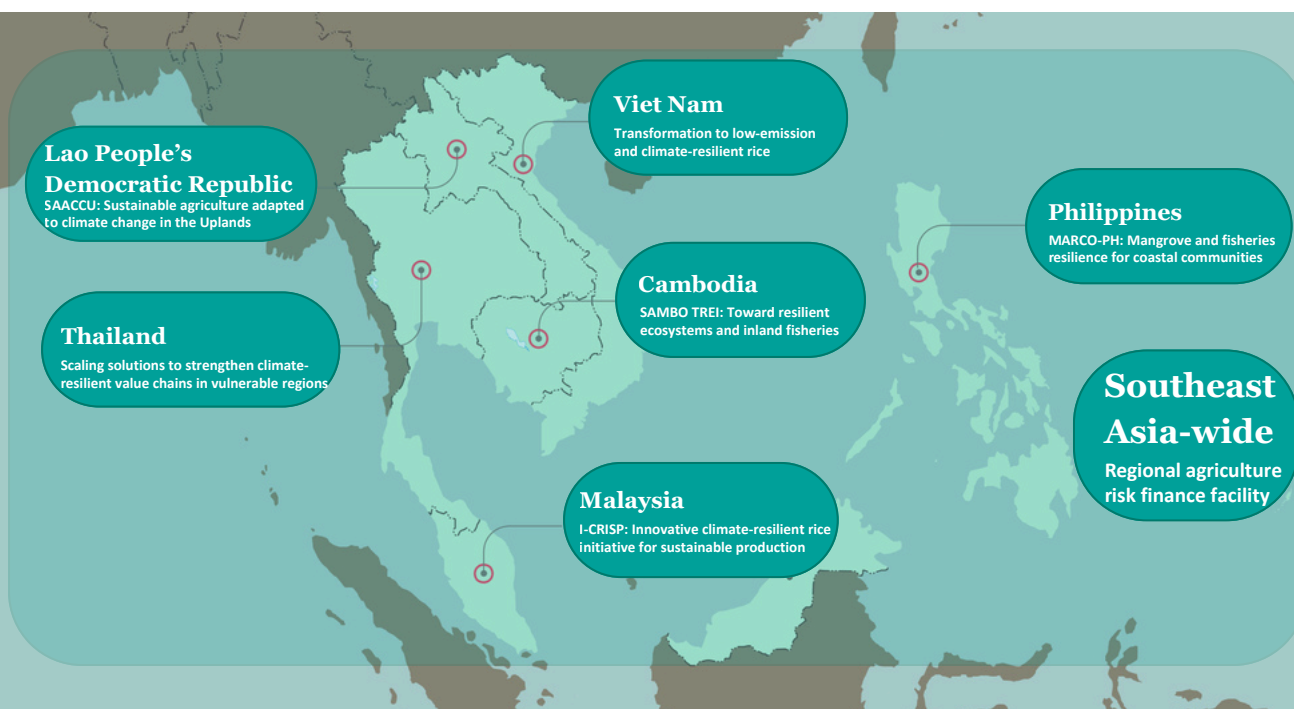 Viet Nam
Transformation to low-emission
and climate-resilient rice
Lao People’s
Democratic Republic
SAACCU: Sustainable agriculture adapted
to climate change in the Uplands
Philippines
MARCO-PH: Mangrove and fisheries
resilience for coastal communities
Cambodia
SAMBO TREI: Toward resilient
ecosystems and inland fisheries
Thailand
Scaling solutions to strengthen climate-
resilient value chains in vulnerable regions
Southeast
Asia-wide
Regional agriculture
risk finance facility
Malaysia
I-CRISP: Innovative climate-resilient rice
initiative for sustainable production